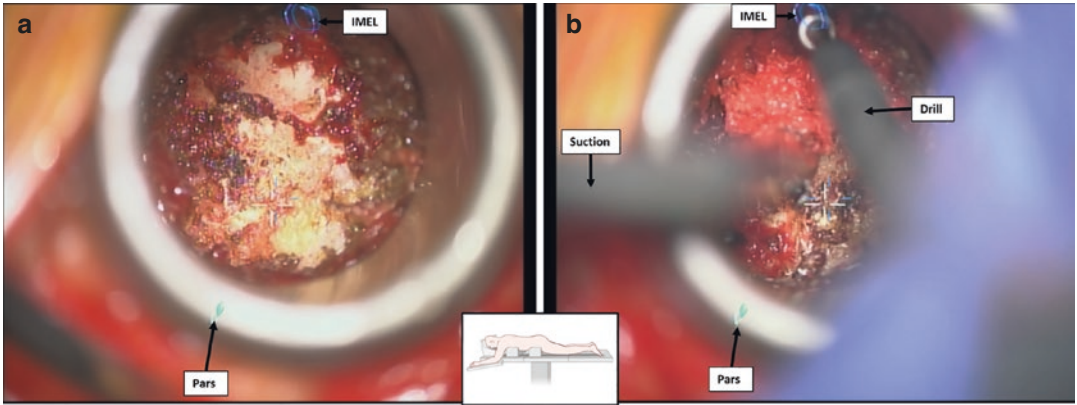 a
IMEL
Pars
b
IMEL
Drill
Suction
Pars